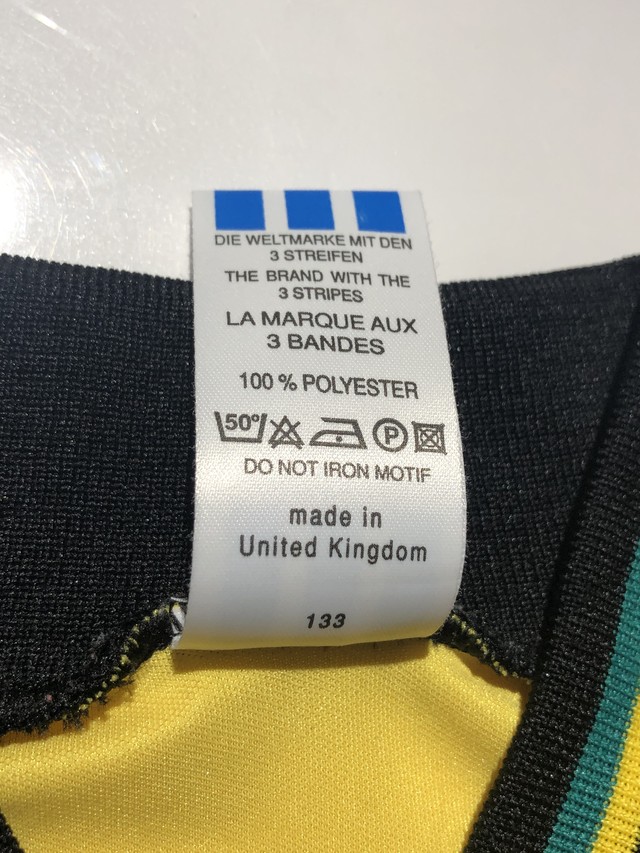 DIE WELTMARKE MIT DEN
3 STREIFEN
THE BRAND WITH THE
3 STRIPES
LA MARQUE AUX
3 BANDES
100 % POLYESTER
50° P
DO NOT IRON MOTIF
made in
United Kingdom
133